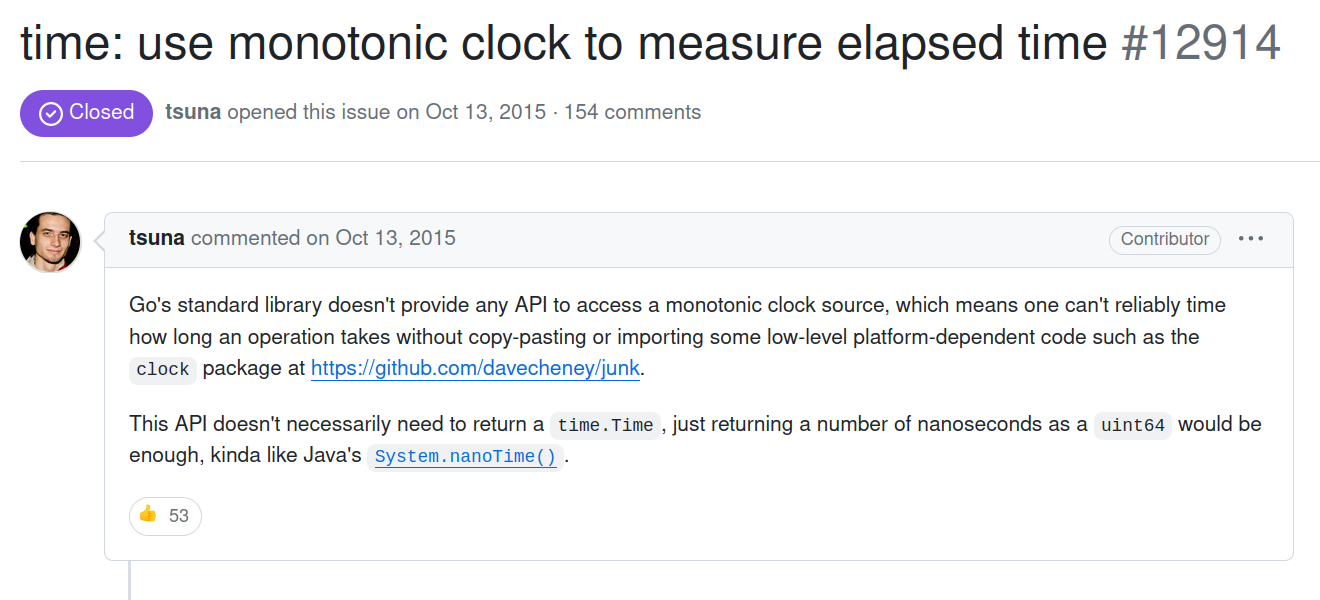 time: use monotonic clock to measure elapsed time #12914
Closed tsuna opened this issue on Oct 13, 2015 · 154 comments
tsuna commented on Oct 13, 2015 Contributor ···
Go's standard library doesn't provide any API to access a monotonic clock source, which means one can't reliably time
how long an operation takes without copy-pasting or importing some low-level platform-dependent code such as the
clock package at https://github.com/davecheney/junk.
This API doesn't necessarily need to return a time.Time, just returning a number of nanoseconds as a uint64 would be
enough, kinda like Java's System.nanoTime().
👍 53